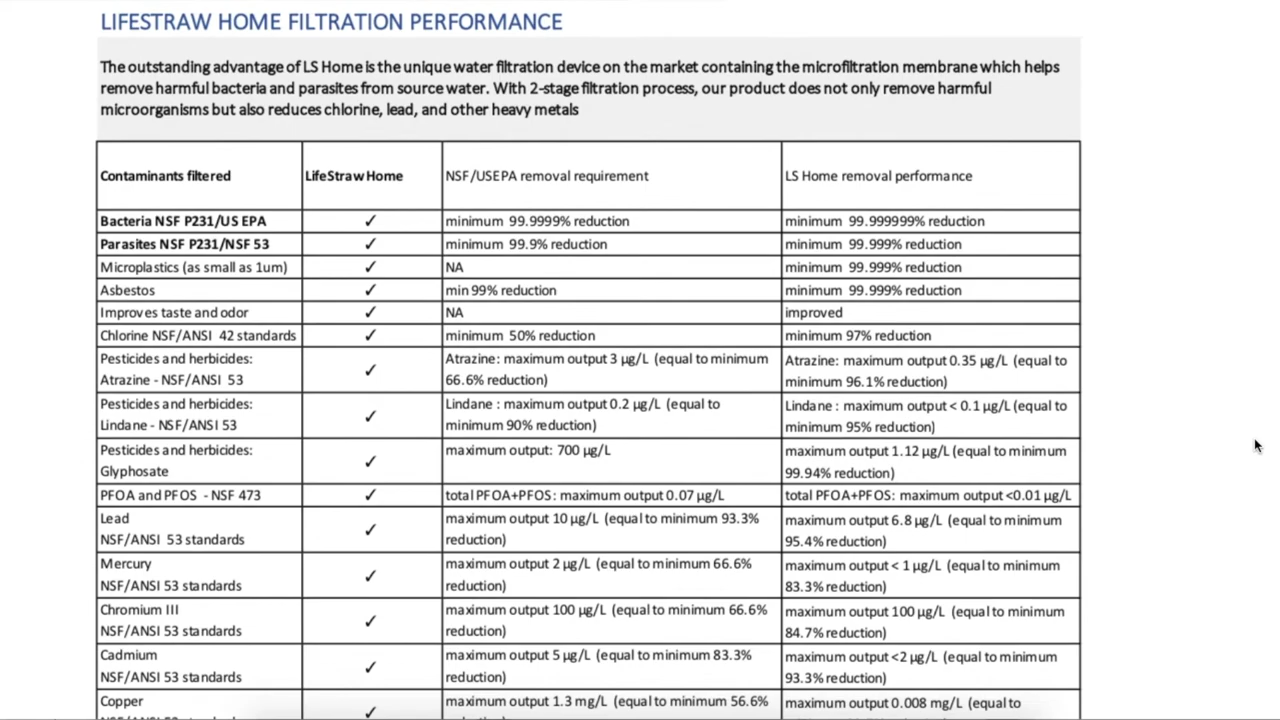 LIFESTRAW HOME FILTRATION PERFORMANCE
The outstanding advantage of LS Home is the unique water filtration device on the market containing the microfiltration membrane which helps
remove harmful bacteria and parasites from source water. With 2-stage filtration process, our product does not only remove harmful
microorganisms but also reduces chlorine, lead, and other heavy metals
Contaminants filtered LifeStraw Home NSF/USEPA removal requirement LS Home removal performance
Bacteria NSF P231/US EPA ✓ minimum 99.9999% reduction minimum 99.999999% reduction
Parasites NSF P231/NSF 53 ✓ minimum 99.9% reduction minimum 99.999% reduction
Microplastics (as small as 1um) ✓ NA minimum 99.999% reduction
Asbestos ✓ min 99% reduction minimum 99.999% reduction
Improves taste and odor ✓ NA improved
Chlorine NSF/ANSI 42 standards ✓ minimum 50% reduction minimum 97% reduction
Pesticides and herbicides:
Atrazine - NSF/ANSI 53
✓
Atrazine: maximum output 3 µg/L (equal to minimum
66.6% reduction)
Atrazine: maximum output 0.35 µg/L (equal to
minimum 96.1% reduction)
Pesticides and herbicides:
Lindane - NSF/ANSI 53
✓
Lindane : maximum output 0.2 µg/L (equal to
minimum 90% reduction)
Lindane : maximum output < 0.1 µg/L (equal to
minimum 95% reduction)
Pesticides and herbicides:
Glyphosate
✓
maximum output: 700 µg/L
maximum output 1.12 µg/L (equal to minimum
99.94% reduction)
PFOA and PFOS - NSF 473 ✓ total PFOA+PFOS: maximum output 0.07 µg/L total PFOA+PFOS: maximum output <0.01 µg/L
Lead
NSF/ANSI 53 standards
✓
maximum output 10 µg/L (equal to minimum 93.3%
reduction)
maximum output 6.8 µg/L (equal to minimum
95.4% reduction)
Mercury
NSF/ANSI 53 standards
✓
maximum output 2 µg/L (equal to minimum 66.6%
reduction)
maximum output < 1 µg/L (equal to minimum
83.3% reduction)
Chromium III
NSF/ANSI 53 standards
✓
maximum output 100 µg/L (equal to minimum 66.6%
reduction)
maximum output 100 µg/L (equal to minimum
84.7% reduction)
Cadmium
NSF/ANSI 53 standards
✓
maximum output 5 µg/L (equal to minimum 83.3%
reduction)
maximum output <2 µg/L (equal to minimum
93.3% reduction)
Copper
✓
maximum output 1.3 mg/L (equal to minimum 56.6%
maximum output 0.008 mg/L (equal to